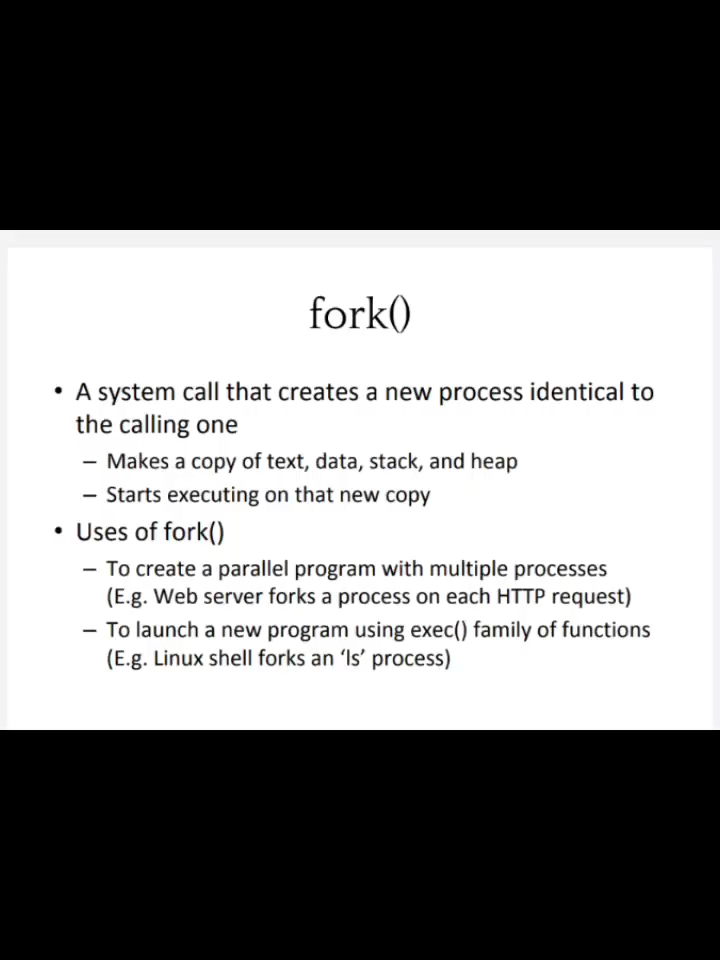 fork()
• A system call that creates a new process identical to
the calling one
– Makes a copy of text, data, stack, and heap
– Starts executing on that new copy
• Uses of fork()
– To create a parallel program with multiple processes
(E.g. Web server forks a process on each HTTP request)
– To launch a new program using exec() family of functions
(E.g. Linux shell forks an ‘ls’ process)